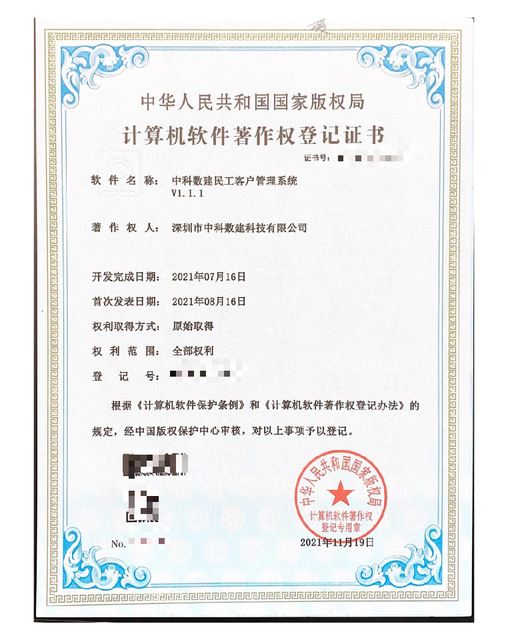 中华人民共和国国家版权局
计算机软件著作权登记证书
证书号：
软件名称： 中科数建民工客户管理系统
V1.1.1
著作权人： 深圳市中科数建科技有限公司
开发完成日期： 2021年07月16日
首次发表日期： 2021年08月16日
权利取得方式： 原始取得
权利范围： 全部权利
登记号：
根据《计算机软件保护条例》和《计算机软件著作权登记办法》的
规定，经中国版权保护中心审核，对以上事项予以登记。
中华人民共和国国家版权局
计算机软件著作权
登记专用章
No.
2021年11月19日